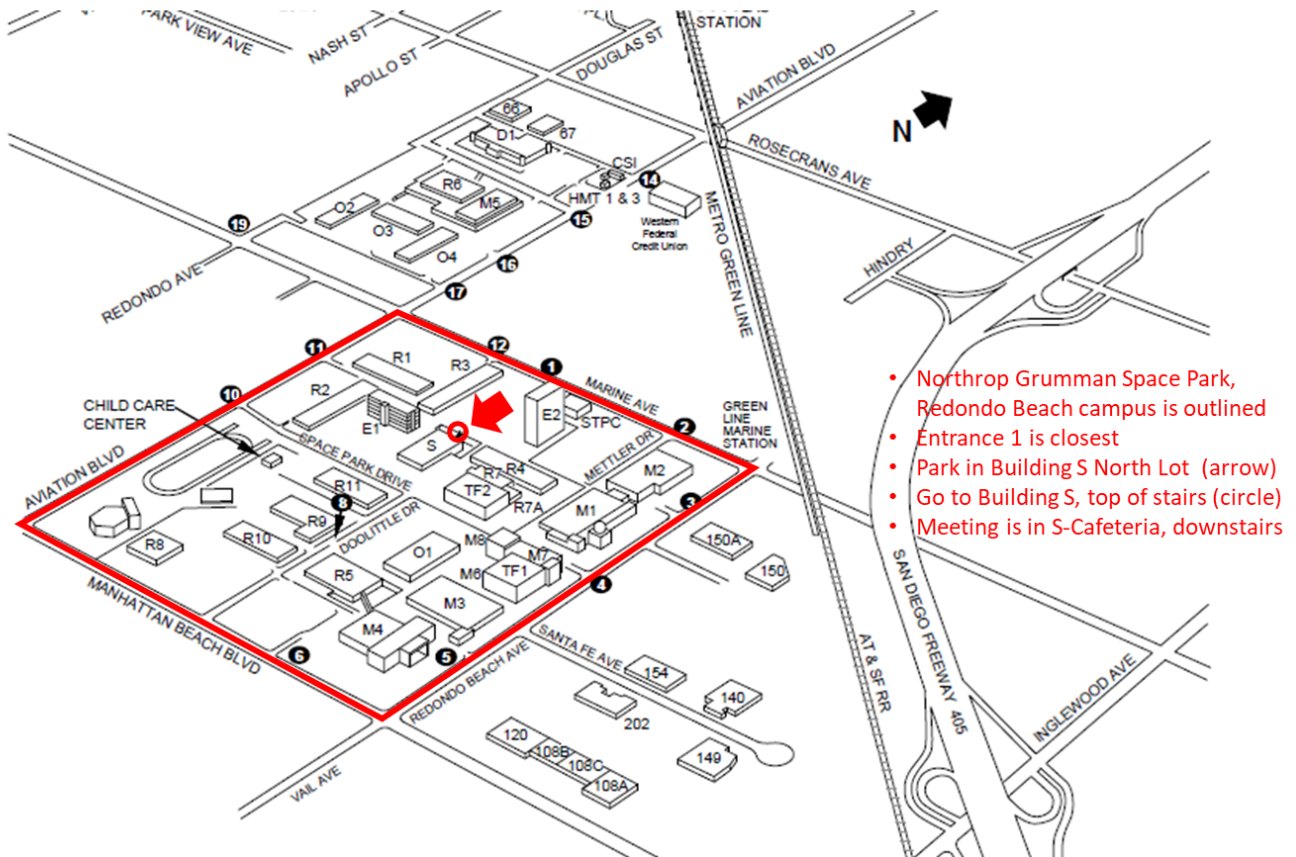 PARK VIEW AVE
NASH ST
APOLLO ST
DOUGLAS ST
STATION
AVIATION BLVD
N
ROSECRANS AVE
66
67
D1
CSI
14
HMT 1 & 3
R6
M5
15
Western
Federal
Credit Union
METRO GREEN LINE
HINDRY
O2
O3
O4
19
16
17
REDONDO AVE
11
12
1
R1
R3
MARINE AVE
10
R2
E1
E2
STPC
2
GREEN
LINE
MARINE
STATION
CHILD CARE
CENTER
SPACE PARK DRIVE
S
METTLER DR
M2
R4
R7
TF2
R7A
3
AVIATION BLVD
R11
8
R9
DOOLITTLE DR
M1
R8
R10
O1
M8
M7
M6
TF1
150A
150
R5
M3
4
M4
MANHATTAN BEACH BLVD
6
5
REDONDO BEACH AVE
SANTA FE AVE
154
140
202
120
108B
108C
108A
149
VAIL AVE
AT & SF RR
SAN DIEGO FREEWAY 405
INGLEWOOD AVE
• Northrop Grumman Space Park,
Redondo Beach campus is outlined
• Entrance 1 is closest
• Park in Building S North Lot (arrow)
• Go to Building S, top of stairs (circle)
• Meeting is in S-Cafeteria, downstairs